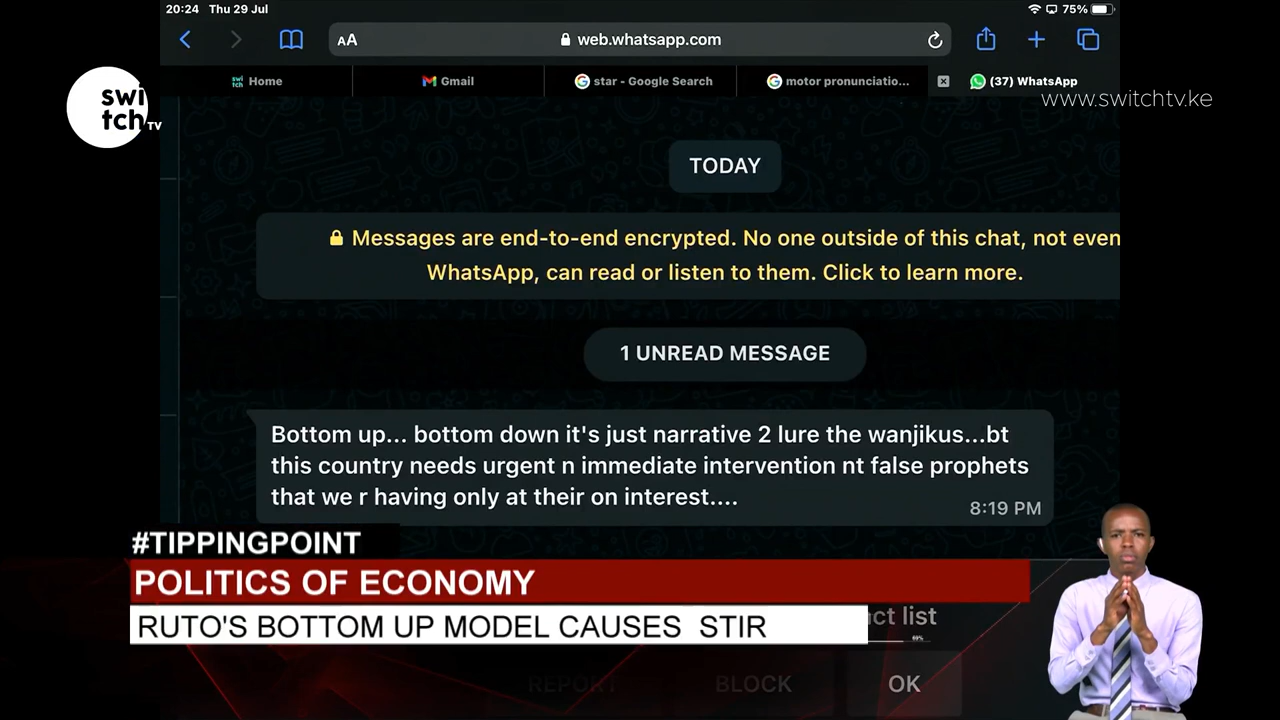 20:24 Thu 29 Jul
75%
AA
web.whatsapp.com
swi
tch
Home
Gmail
star - Google Search
motor pronunciatio...
(37) WhatsApp
swi
tch TV
www.switchtv.ke
TODAY
Messages are end-to-end encrypted. No one outside of this chat, not even
WhatsApp, can read or listen to them. Click to learn more.
1 UNREAD MESSAGE
Bottom up... bottom down it's just narrative 2 lure the wanjikus...bt
this country needs urgent n immediate intervention nt false prophets
that we r having only at their on interest....
8:19 PM
#TIPPINGPOINT
POLITICS OF ECONOMY
RUTO'S BOTTOM UP MODEL CAUSES STIR
act list
69%
REPORT
BLOCK
OK